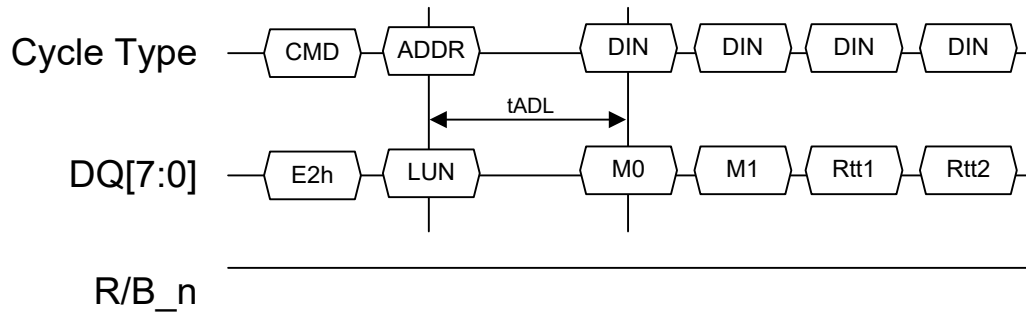 Cycle Type CMD ADDR DIN DIN DIN DIN
tADL
DQ[7:0] E2h LUN M0 M1 Rtt1 Rtt2
R/B_n